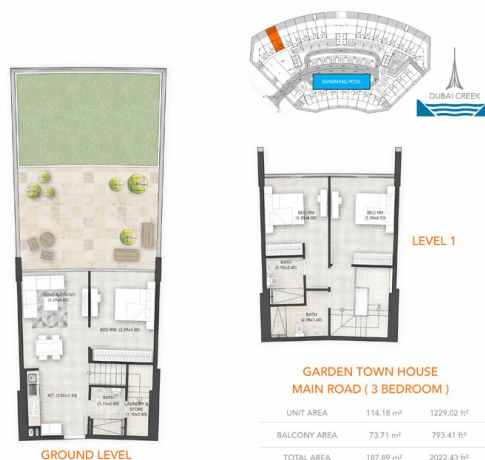 SWIMMING POOL
DUBAI CREEK
BED RM
(3.30x4.00)
BED RM
BATH
BATH
LEVEL 1
BED RM
KIT (3.00x3.30)
BATH
LAUNDRY &
STORE
GROUND LEVEL
GARDEN TOWN HOUSE
MAIN ROAD ( 3 BEDROOM )
UNIT AREA 114.18 m² 1229.02 ft²
BALCONY AREA 73.71 m² 793.41 ft²
TOTAL AREA 187.89 m² 2022.43 ft²